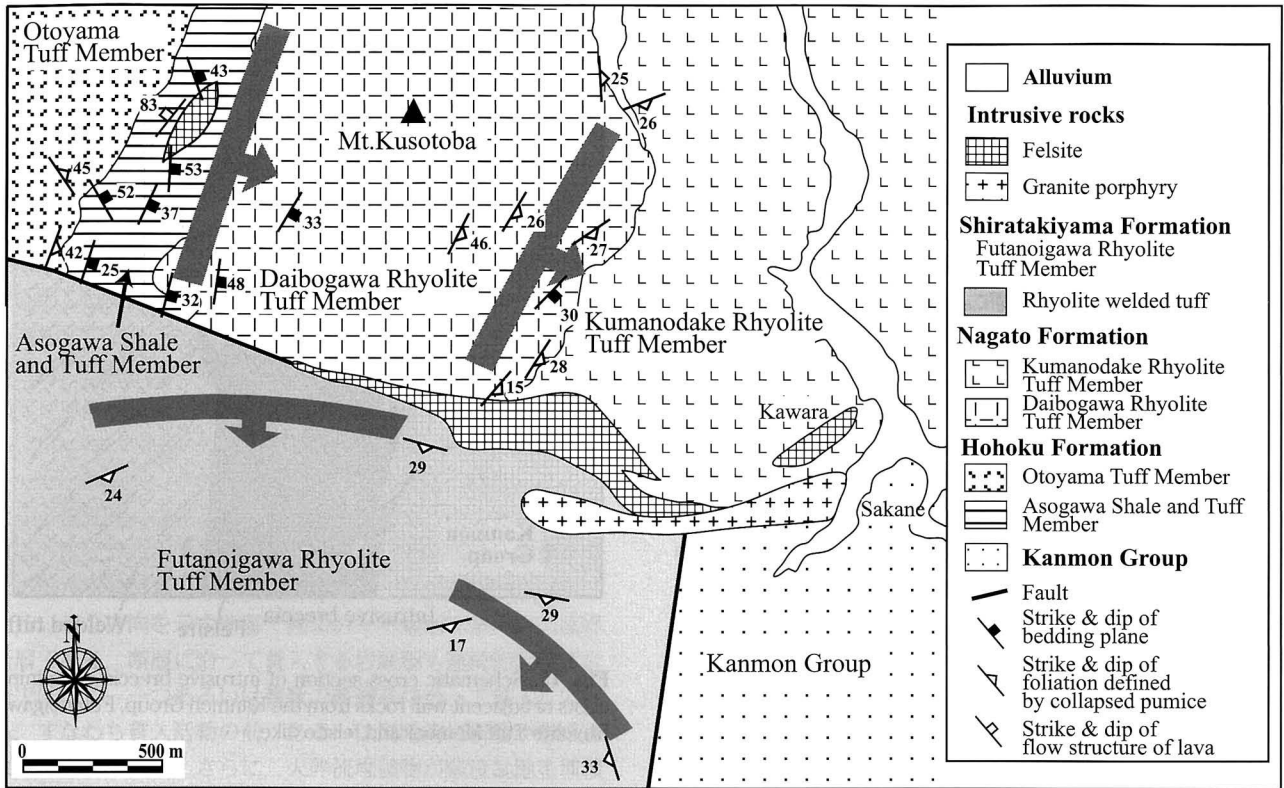 Otoyama
Tuff Member
43
83
45
53
52
37
42
25
32
48
33
Mt.Kusotoba
25
26
26
46
27
30
28
15
Daibogawa Rhyolite
Tuff Member
Kumanodake Rhyolite
Tuff Member
Asogawa Shale
and Tuff Member
Kawara
Sakane
29
24
Futanoigawa Rhyolite
Tuff Member
29
17
33
Kanmon Group
N
0 500 m
Alluvium
Intrusive rocks
Felsite
Granite porphyry
Shiratakiyama Formation
Futanoigawa Rhyolite
Tuff Member
Rhyolite welded tuff
Nagato Formation
Kumanodake Rhyolite
Tuff Member
Daibogawa Rhyolite
Tuff Member
Hohoku Formation
Otoyama Tuff Member
Asogawa Shale and Tuff
Member
Kanmon Group
Fault
Strike & dip of
bedding plane
Strike & dip of
foliation defined
by collapsed pumice
Strike & dip of
flow structure of lava